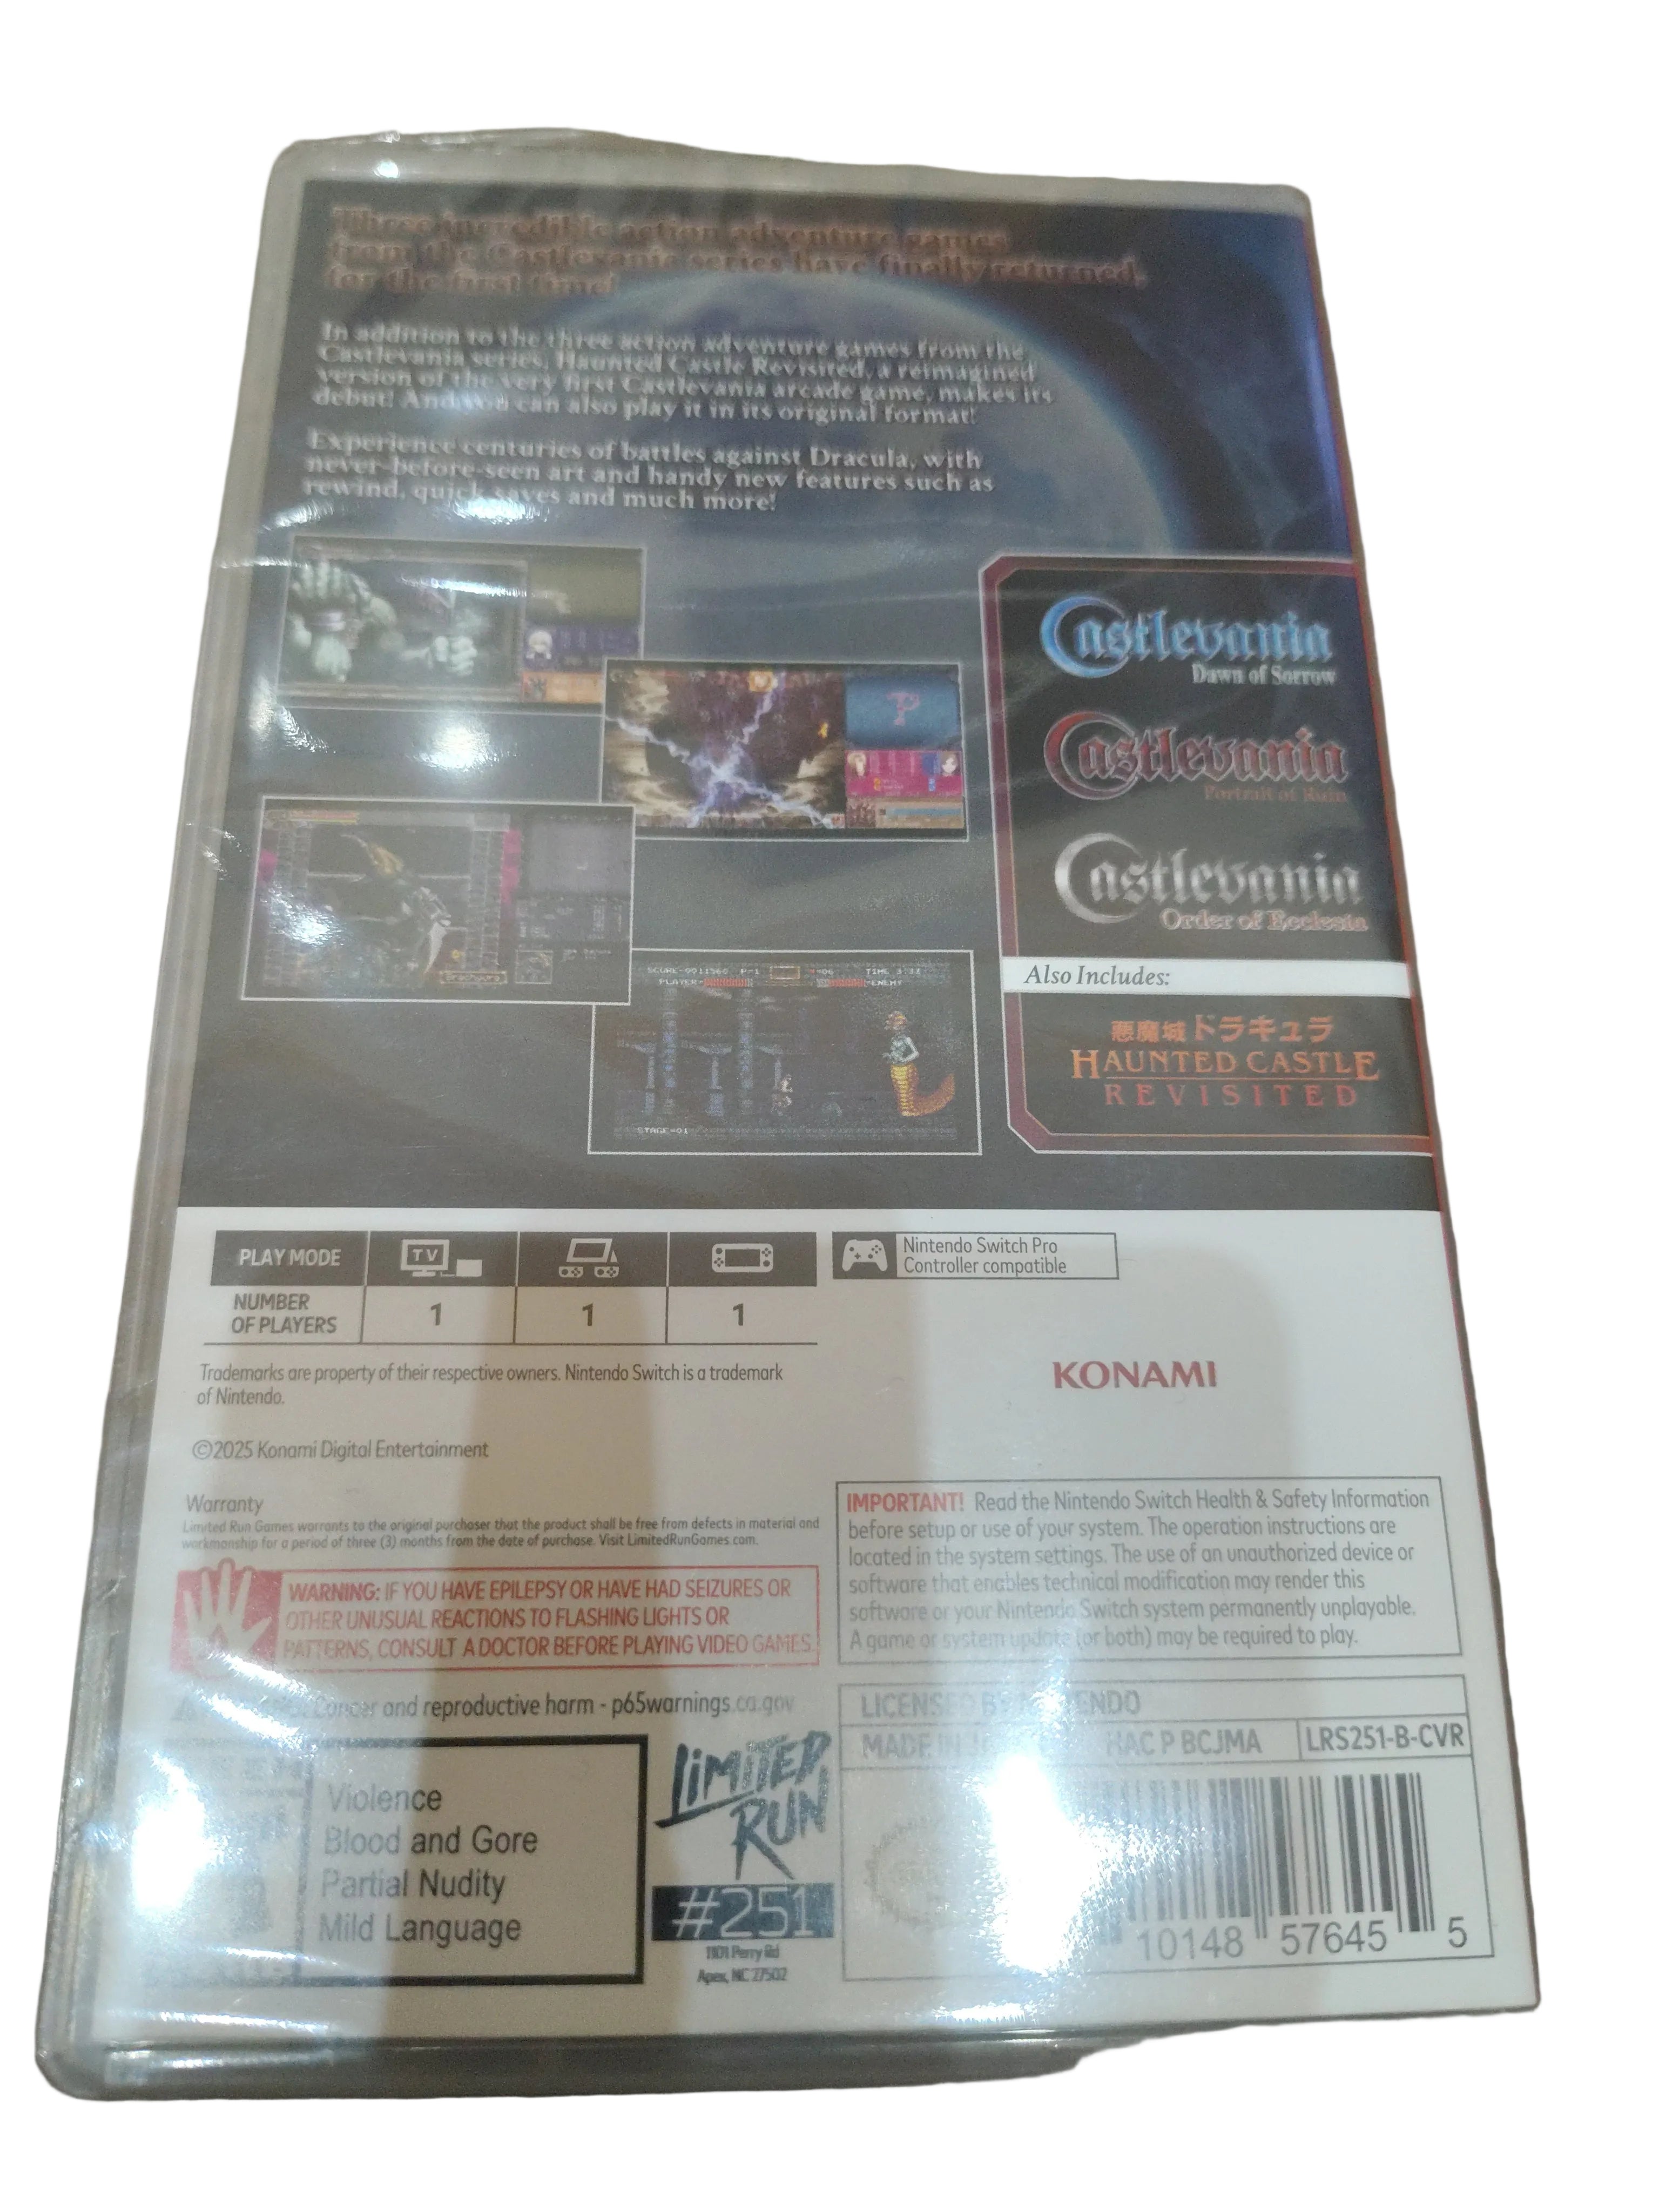 Three incredible action adventure games
from the Castlevania series have finally returned,
for the first time!
In addition to the three action adventure games from the
Castlevania series, Haunted Castle Revisited, a reimagined
version of the very first Castlevania arcade game, makes its
debut! And you can also play it in its original format!
Experience centuries of battles against Dracula, with
never-before-seen art and handy new features such as
rewind, quick saves and much more!
Castlevania
Dawn of Sorrow
Castlevania
Portrait of Ruin
Castlevania
Order of Ecclesia
Also Includes:
悪魔城ドラキュラ
HAUNTED CASTLE
REVISITED
Brachyura
PLAYER
ENEMY
STAGE-01
PLAY MODE
TV
NUMBER
OF PLAYERS
1
1
1
Nintendo Switch Pro
Controller compatible
Trademarks are property of their respective owners. Nintendo Switch is a trademark
of Nintendo.
KONAMI
©2025 Konami Digital Entertainment
Warranty
Limited Run Games warrants to the original purchaser that the product shall be free from defects in material and
workmanship for a period of three (3) months from the date of purchase. Visit LimitedRunGames.com.
WARNING: IF YOU HAVE EPILEPSY OR HAVE HAD SEIZURES OR
OTHER UNUSUAL REACTIONS TO FLASHING LIGHTS OR
PATTERNS, CONSULT A DOCTOR BEFORE PLAYING VIDEO GAMES.
IMPORTANT! Read the Nintendo Switch Health & Safety Information
before setup or use of your system. The operation instructions are
located in the system settings. The use of an unauthorized device or
software that enables technical modification may render this
software or your Nintendo Switch system permanently unplayable.
A game or system update (or both) may be required to play.
Cancer and reproductive harm - p65warnings.ca.gov
LICENSED BY NINTENDO
MADE IN
HAC P BCJMA
LRS251-B-CVR
Violence
Blood and Gore
Partial Nudity
Mild Language
LIMITED
RUN
#251
1101 Perry Rd
Apex, NC 27502
10148 57645 5